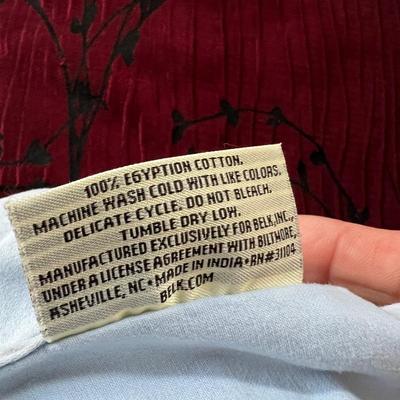 100% EGYPTION COTTON.
MACHINE WASH COLD WITH LIKE COLORS.
DELICATE CYCLE. DO NOT BLEACH.
TUMBLE DRY LOW.
MANUFACTURED EXCLUSIVELY FOR BELK,INC.,
UNDER A LICENSE AGREEMENT WITH BILTMORE,
ASHEVILLE, NC•MADE IN INDIA•RN#31104
BELK.COM